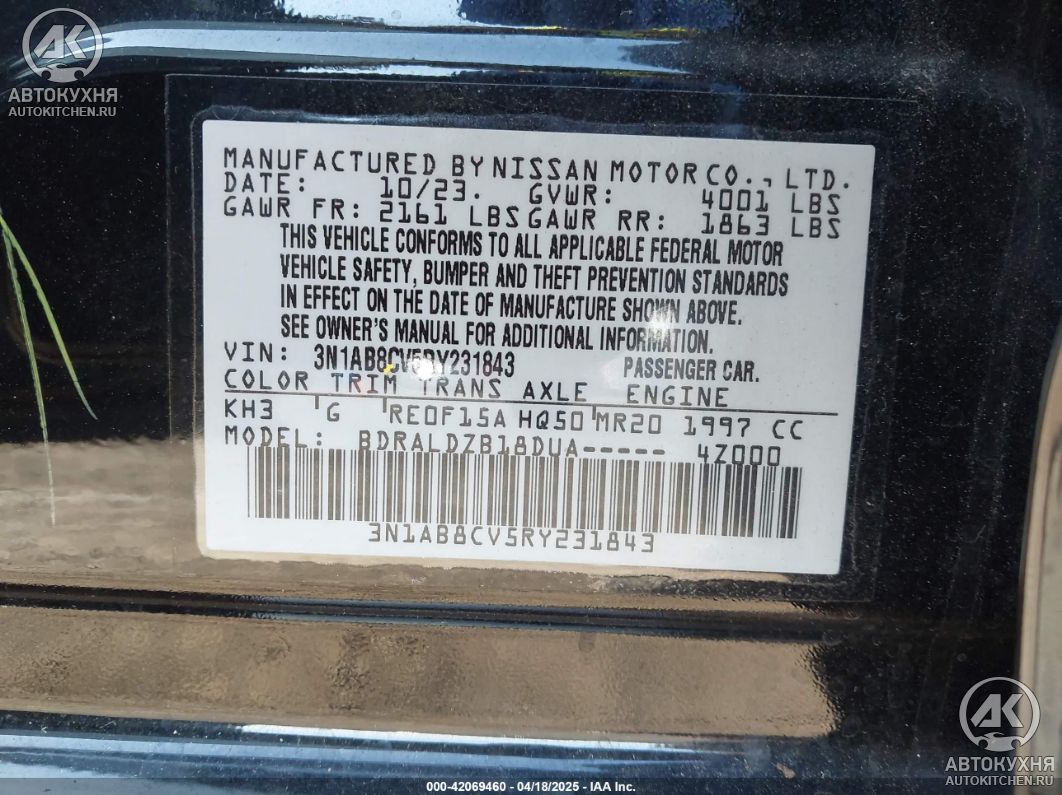 АК
АВТОКУХНЯ
AUTOKITCHEN.RU
MANUFACTURED BY NISSAN MOTOR CO., LTD.
DATE: 10/23. GVWR: 4001 LBS
GAWR FR: 2161 LBS GAWR RR: 1863 LBS
THIS VEHICLE CONFORMS TO ALL APPLICABLE FEDERAL MOTOR
VEHICLE SAFETY, BUMPER AND THEFT PREVENTION STANDARDS
IN EFFECT ON THE DATE OF MANUFACTURE SHOWN ABOVE.
SEE OWNER'S MANUAL FOR ADDITIONAL INFORMATION.
VIN: 3N1AB8CV5RY231843 PASSENGER CAR.
COLOR TRIM TRANS AXLE ENGINE
KH3 G RE0F15A HQ50 MR20 1997 CC
MODEL: BDRALDZB18DUA----- 4Z000
3N1AB8CV5RY231843
АК
АВТОКУХНЯ
AUTOKITCHEN.RU
000-42069460 - 04/18/2025 - IAA Inc.